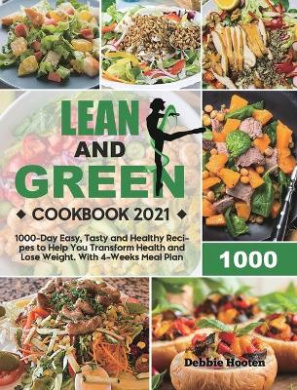 LEAN
AND
GREEN
COOKBOOK 2021
1000-Day Easy, Tasty and Healthy Reci-
pes to Help You Transform Health and
Lose Weight. With 4-Weeks Meal Plan
1000
Debbie Hooten